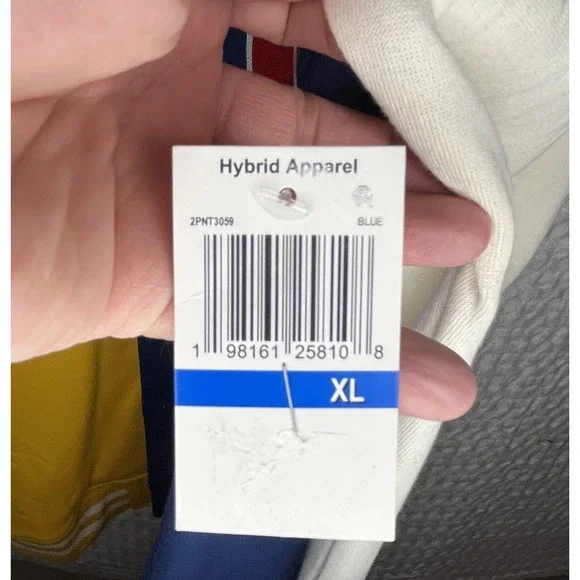 Hybrid Apparel
2PNT3059 BLUE
1 98161 25810 8
XL